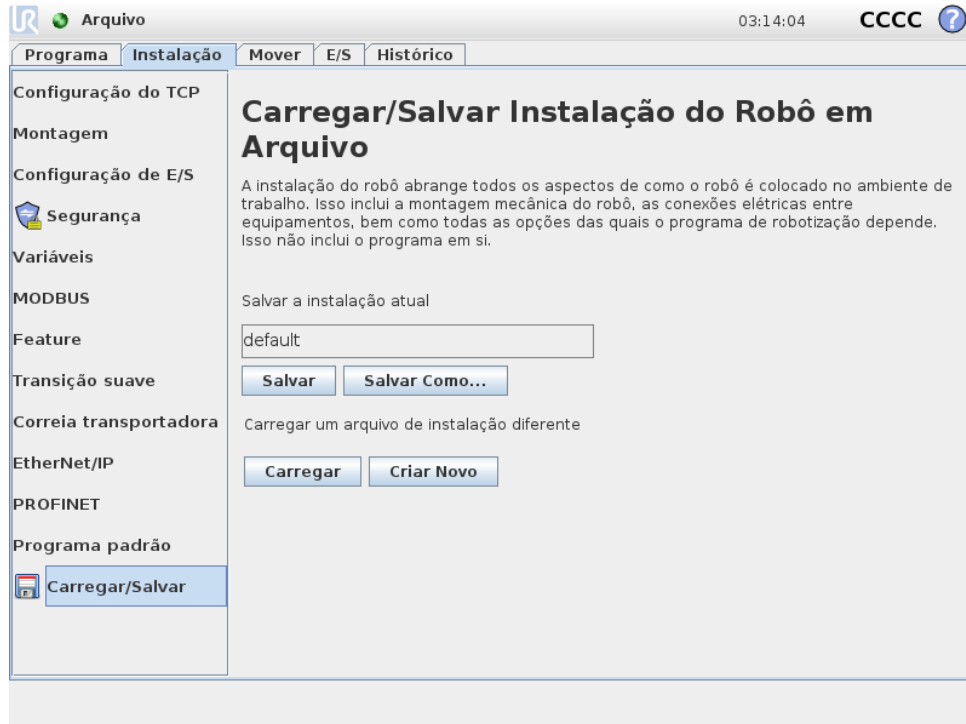 UR
Arquivo
03:14:04
CCCC
?
Programa
Instalação
Mover
E/S
Histórico
Configuração do TCP
Montagem
Configuração de E/S
Segurança
Variáveis
MODBUS
Feature
Transição suave
Correia transportadora
EtherNet/IP
PROFINET
Programa padrão
Carregar/Salvar
Carregar/Salvar Instalação do Robô em
Arquivo
A instalação do robô abrange todos os aspectos de como o robô é colocado no ambiente de
trabalho. Isso inclui a montagem mecânica do robô, as conexões elétricas entre
equipamentos, bem como todas as opções das quais o programa de robotização depende.
Isso não inclui o programa em si.
Salvar a instalação atual
default
Salvar
Salvar Como...
Carregar um arquivo de instalação diferente
Carregar
Criar Novo